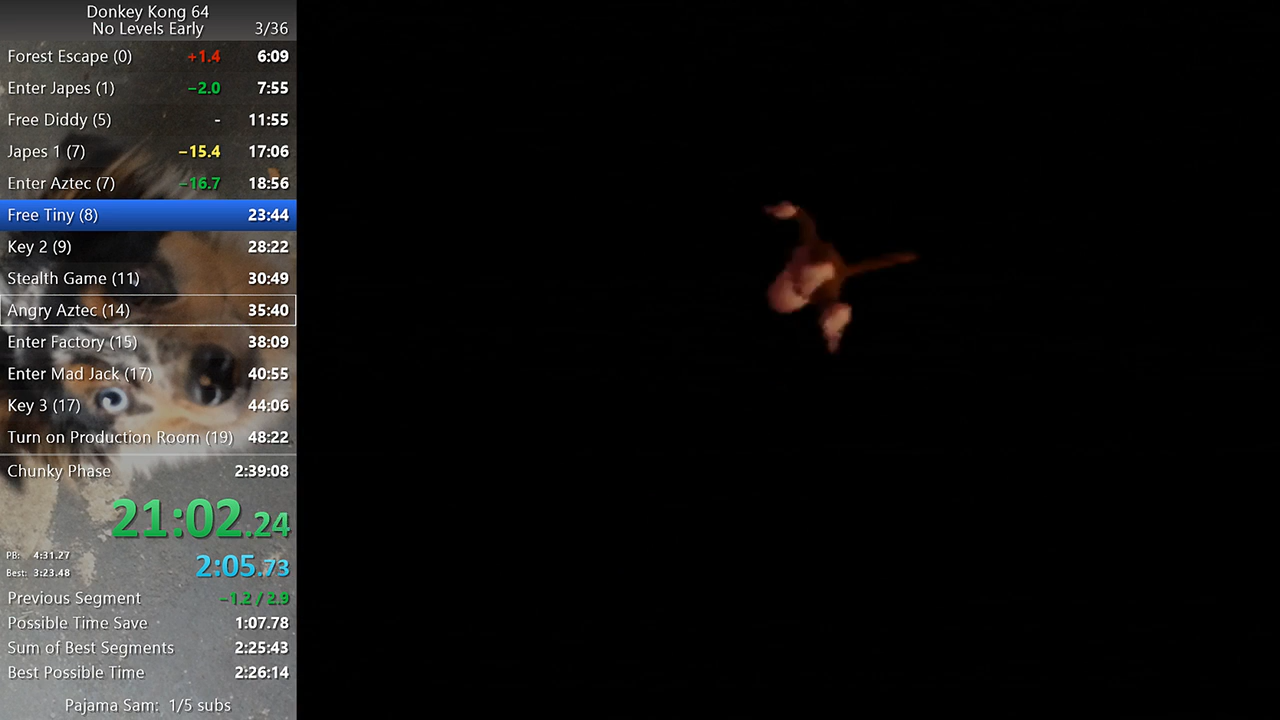 Donkey Kong 64
No Levels Early 3/36
Forest Escape (0) +1.4 6:09
Enter Japes (1) −2.0 7:55
Free Diddy (5) - 11:55
Japes 1 (7) −15.4 17:06
Enter Aztec (7) −16.7 18:56
Free Tiny (8) 23:44
Key 2 (9) 28:22
Stealth Game (11) 30:49
Angry Aztec (14) 35:40
Enter Factory (15) 38:09
Enter Mad Jack (17) 40:55
Key 3 (17) 44:06
Turn on Production Room (19) 48:22
Chunky Phase 2:39:08
21:02.24
PB: 4:31.27
Best: 3:23.48
2:05.73
Previous Segment −1.2 / 2.9
Possible Time Save 1:07.78
Sum of Best Segments 2:25:43
Best Possible Time 2:26:14
Pajama Sam: 1/5 subs